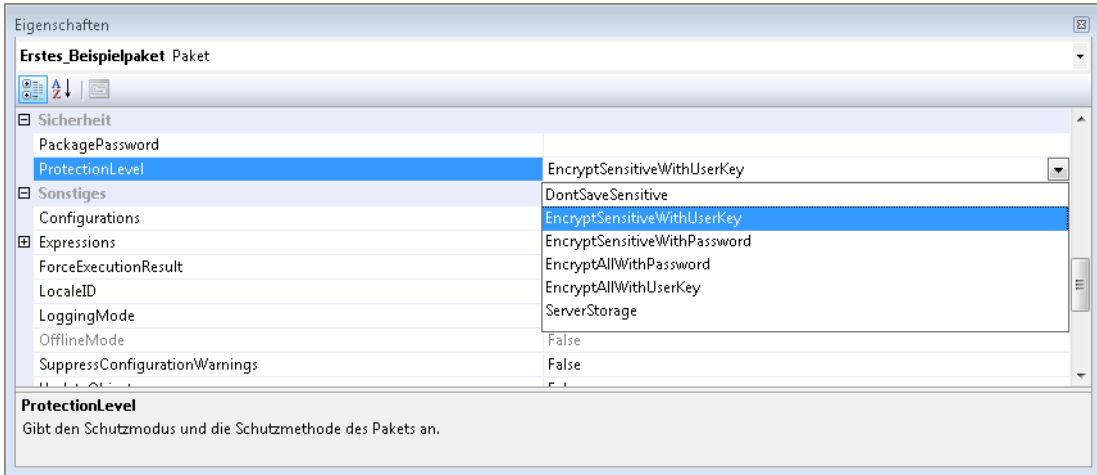 Eigenschaften
Erstes_Beispielpaket Paket
Sicherheit
PackagePassword
ProtectionLevel EncryptSensitiveWithUserKey
Sonstiges DontSaveSensitive
Configurations EncryptSensitiveWithUserKey
Expressions EncryptSensitiveWithPassword
ForceExecutionResult EncryptAllWithPassword
LocaleID EncryptAllWithUserKey
LoggingMode ServerStorage
OfflineMode False
SuppressConfigurationWarnings False
ProtectionLevel
Gibt den Schutzmodus und die Schutzmethode des Pakets an.